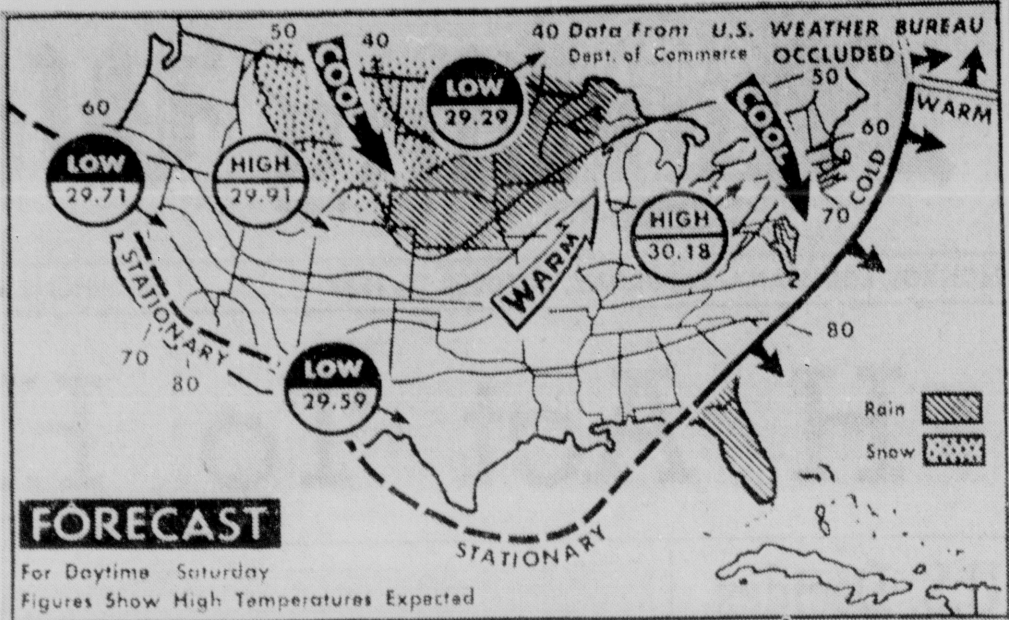 50
40
40 Data From U.S. WEATHER BUREAU
Dept. of Commerce OCCLUDED
50
COOL
LOW
29.29
COOL
WARM
60
60
LOW
29.71
HIGH
29.91
COLD
HIGH
30.18
70
WARM
STATIONARY
70
80
80
LOW
29.59
Rain
Snow
FORECAST
STATIONARY
For Daytime Saturday
Figures Show High Temperatures Expected